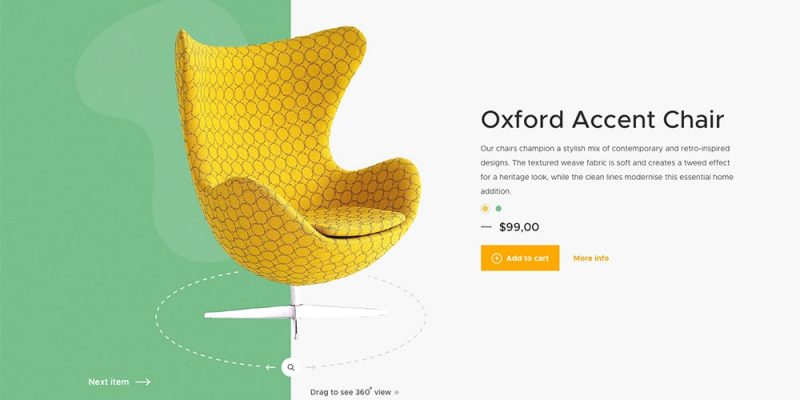 Oxford Accent Chair
Our chairs champion a stylish mix of contemporary and retro-inspired
designs. The textured weave fabric is soft and creates a tweed effect
for a heritage look, while the clean lines modernise this essential home
addition.
— $99,00
Add to cart
More info
Next item
Drag to see 360° view »